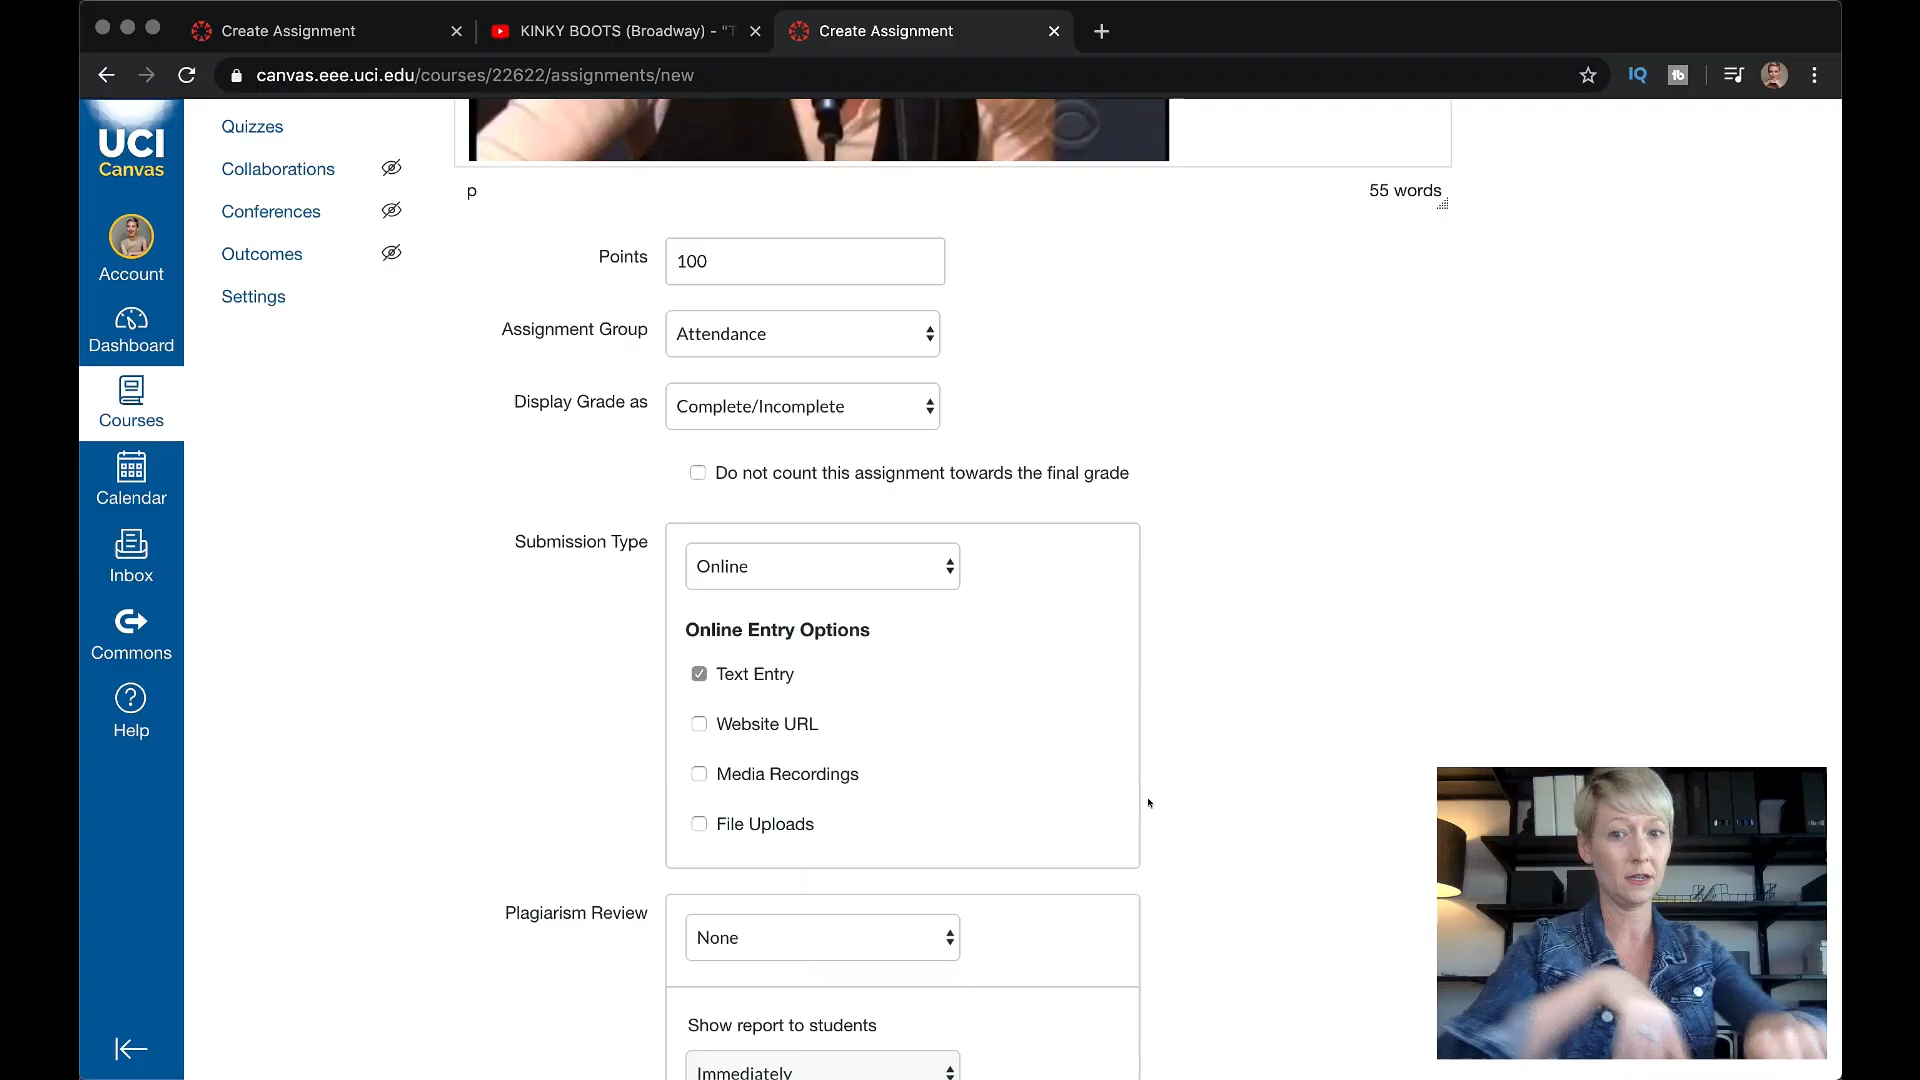 Create Assignment
KINKY BOOTS (Broadway) - "T
Create Assignment
canvas.eee.uci.edu/courses/22622/assignments/new
IQ
tb
UCI
Canvas
Account
Dashboard
Courses
Calendar
Inbox
Commons
Help
Quizzes
Collaborations
Conferences
Outcomes
Settings
p
55 words
Points
100
Assignment Group
Attendance
Display Grade as
Complete/Incomplete
Do not count this assignment towards the final grade
Submission Type
Online
Online Entry Options
Text Entry
Website URL
Media Recordings
File Uploads
Plagiarism Review
None
Show report to students
Immediately